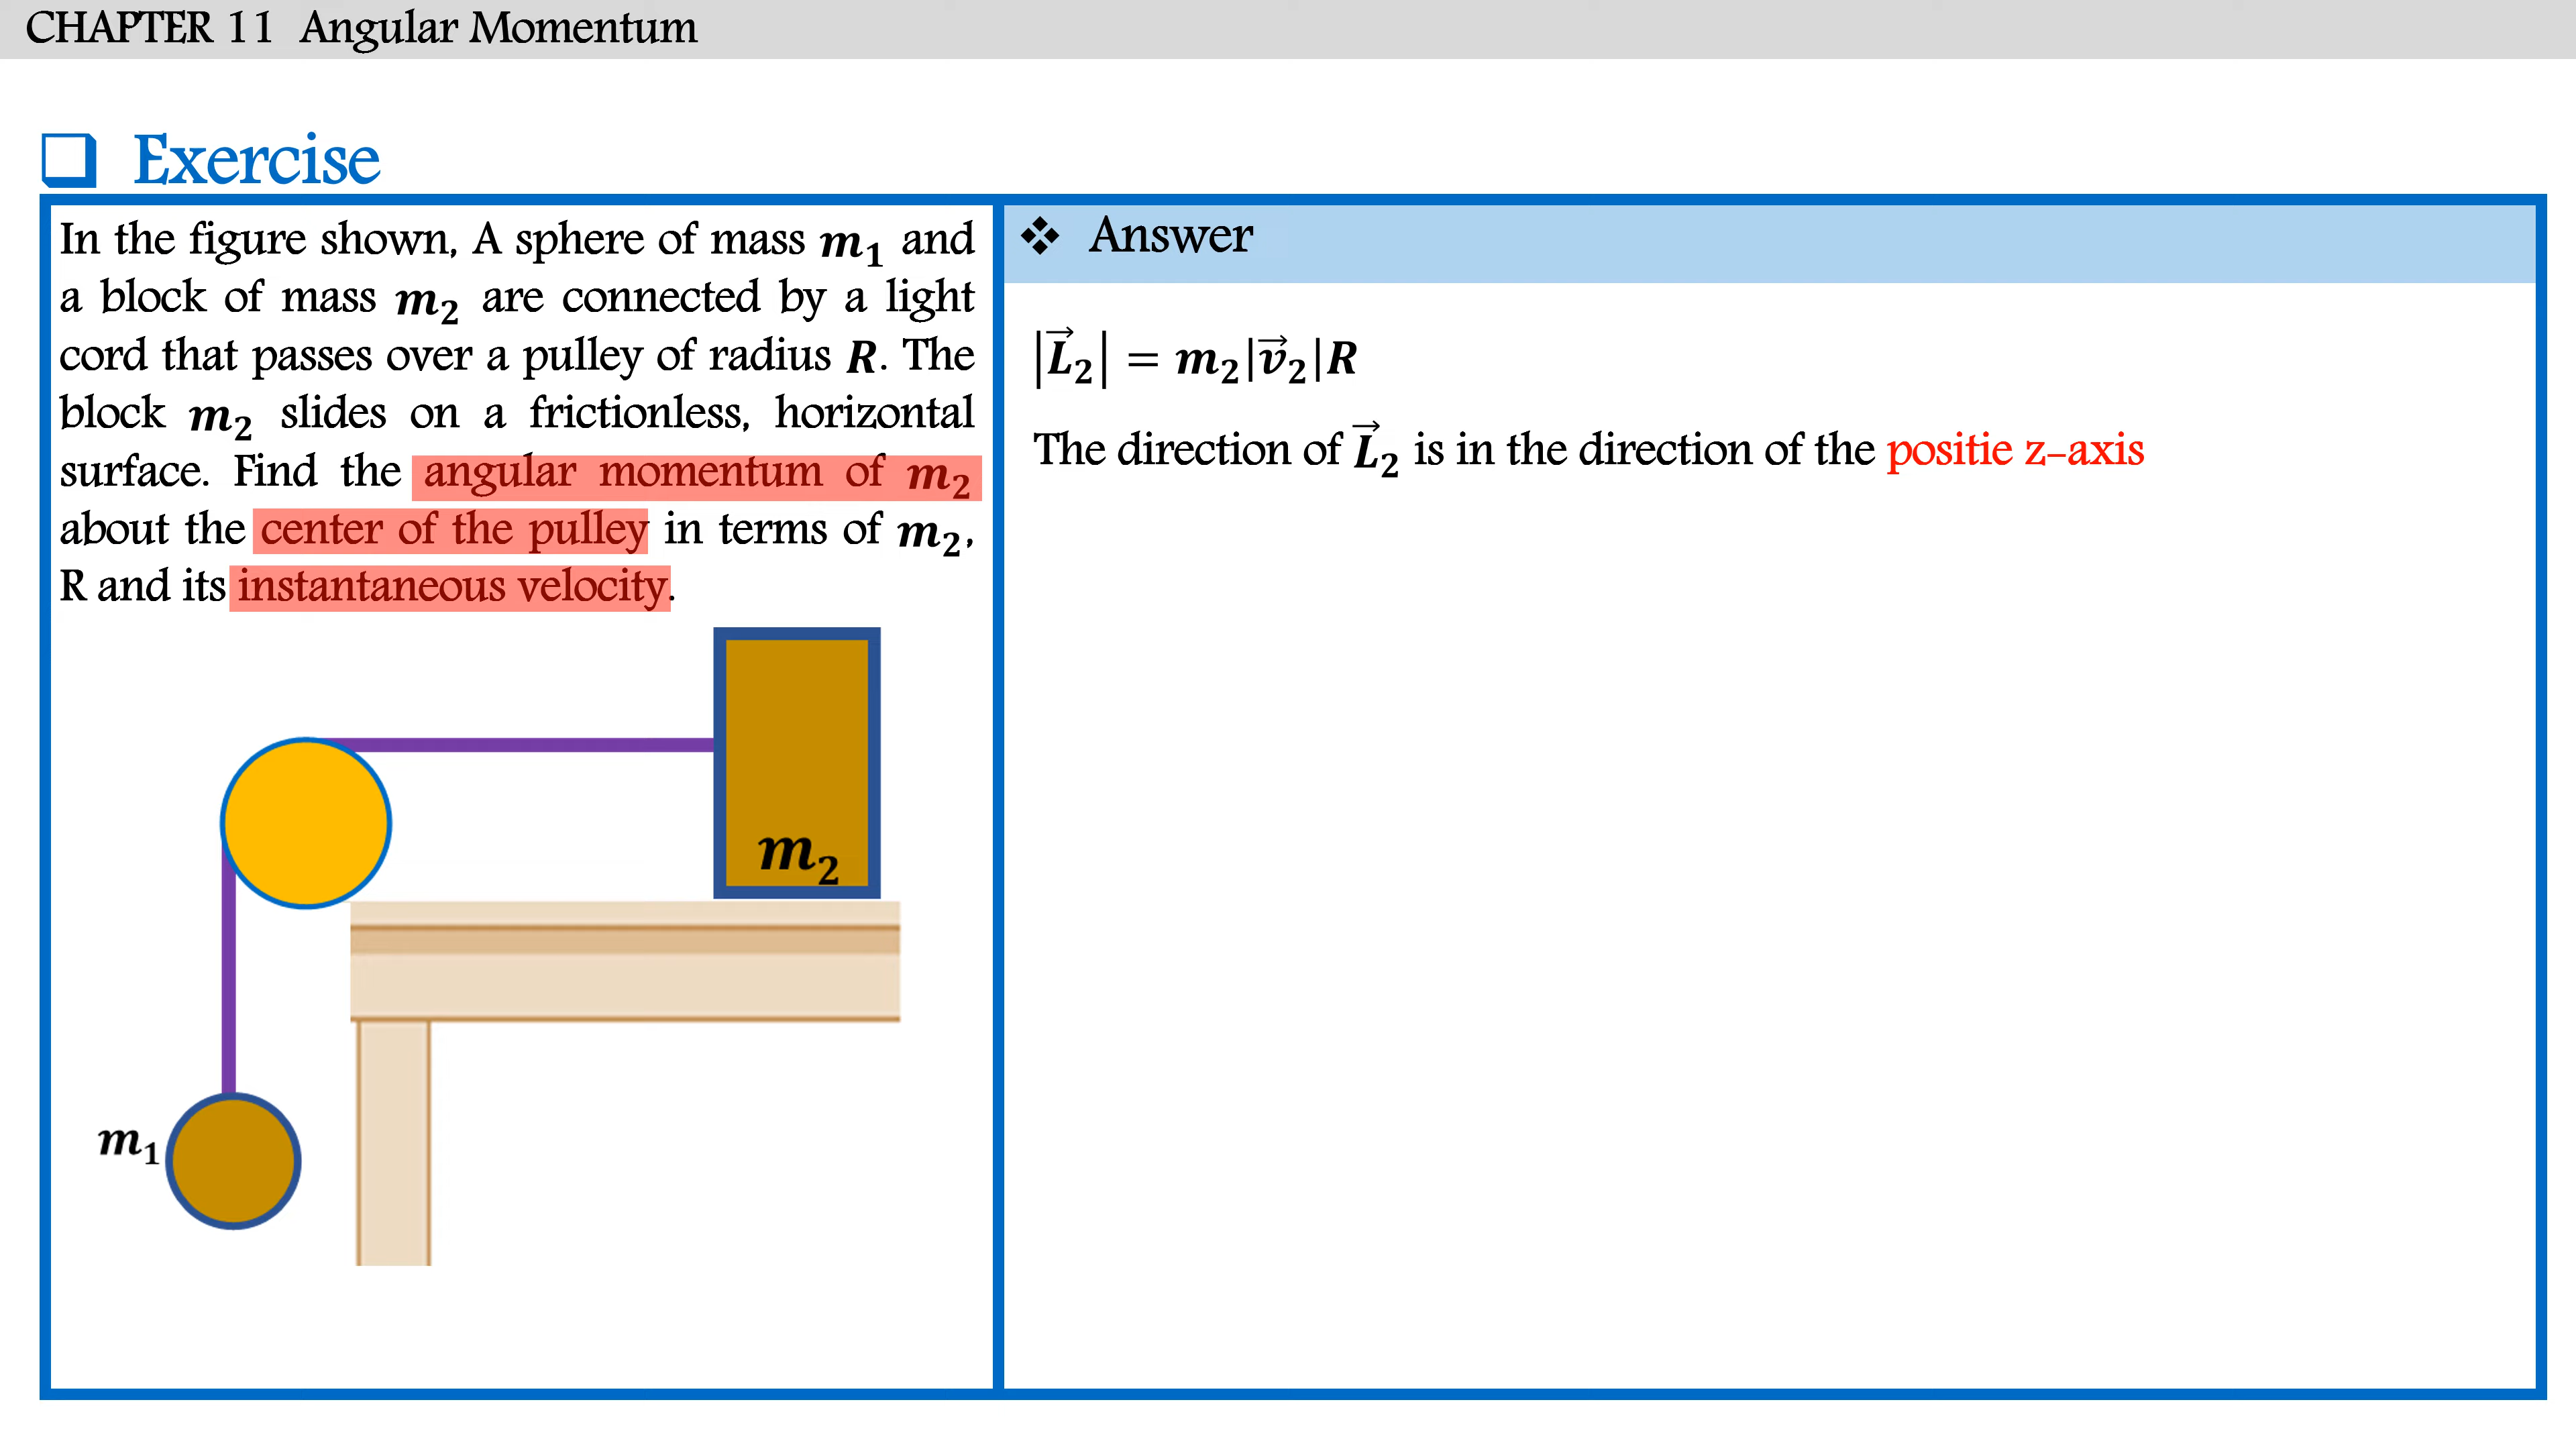 CHAPTER 11 Angular Momentum
❑ Exercise
In the figure shown, A sphere of mass m₁ and
a block of mass m₂ are connected by a light
cord that passes over a pulley of radius R. The
block m₂ slides on a frictionless, horizontal
surface. Find the angular momentum of m₂
about the center of the pulley in terms of m₂,
R and its instantaneous velocity.
m₂
m₁
❖ Answer
|L⃗₂| = m₂|v⃗₂|R
The direction of L⃗₂ is in the direction of the positie z-axis